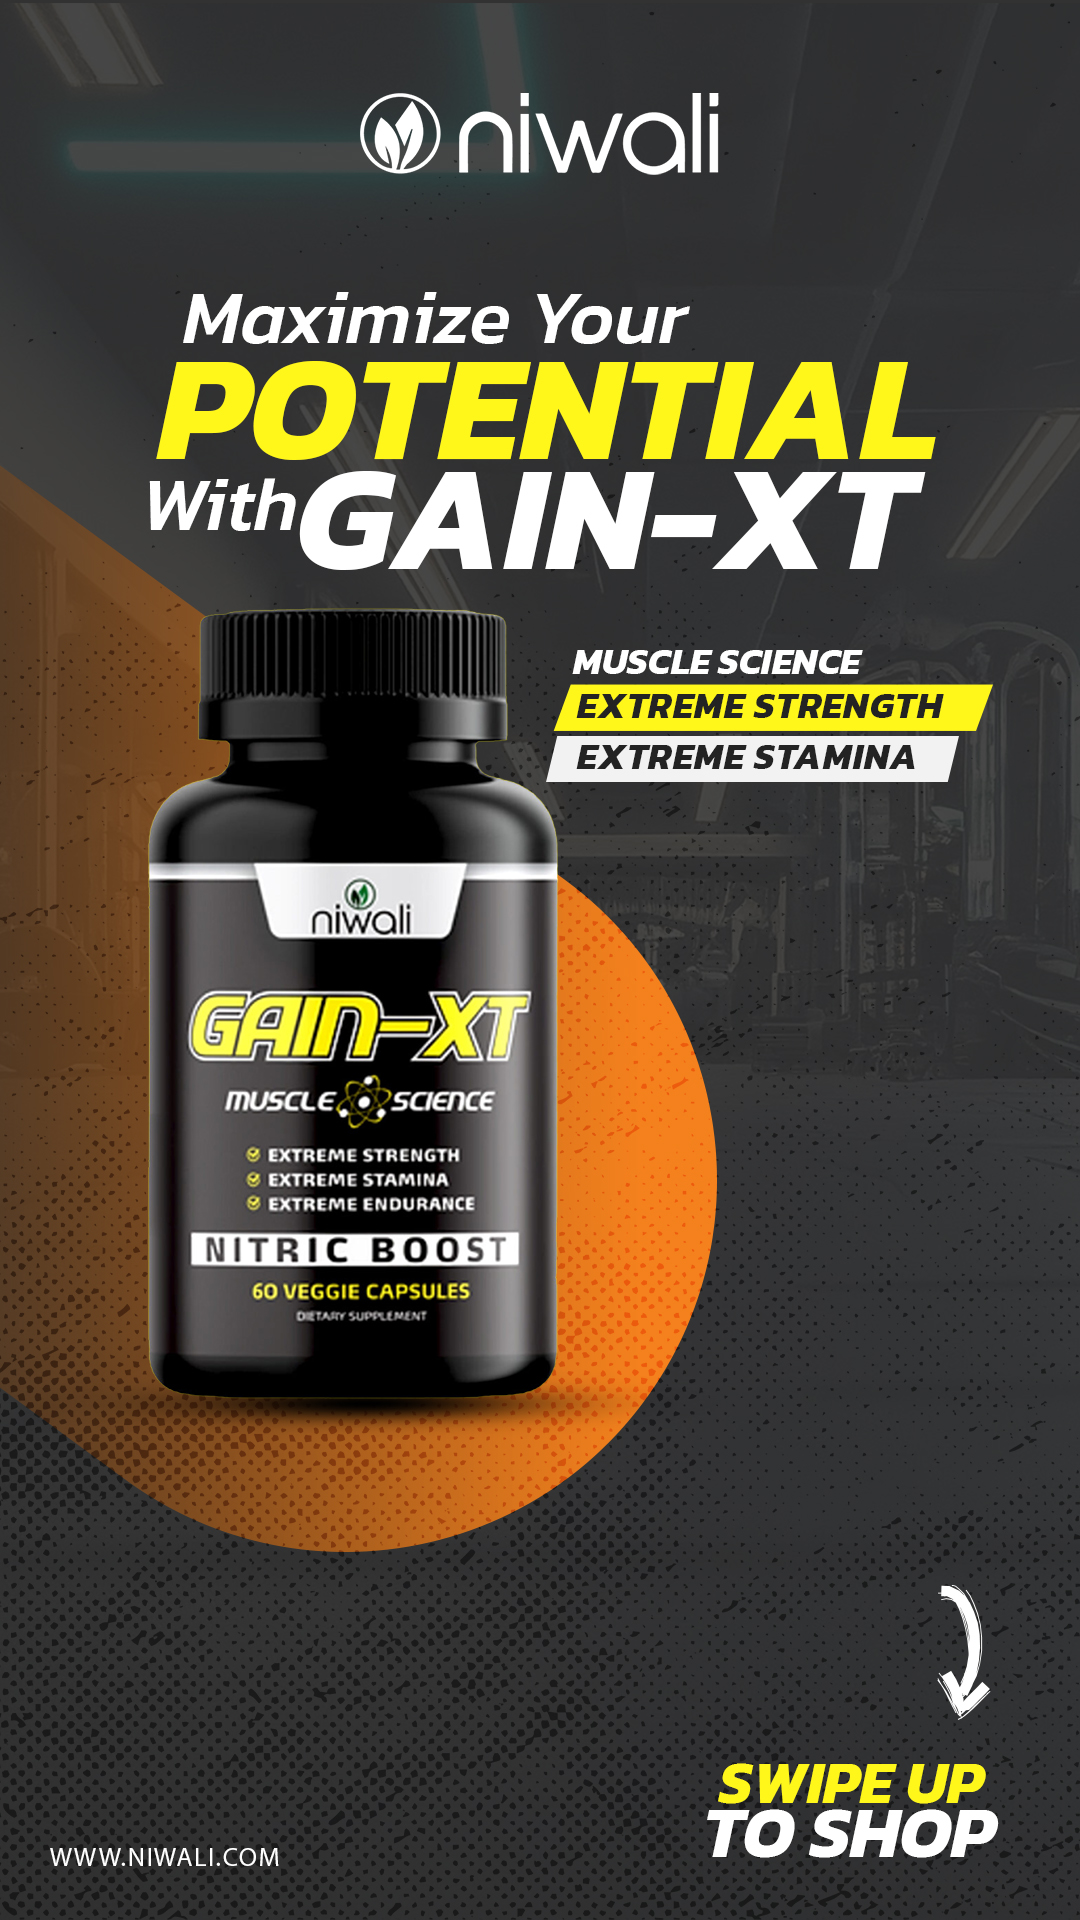 niwali
Maximize Your
POTENTIAL
With GAIN-XT
MUSCLE SCIENCE
EXTREME STRENGTH
EXTREME STAMINA
niwali
GAIN-XT
MUSCLE SCIENCE
EXTREME STRENGTH
EXTREME STAMINA
EXTREME ENDURANCE
NITRIC BOOST
60 VEGGIE CAPSULES
DIETARY SUPPLEMENT
SWIPE UP
TO SHOP
WWW.NIWALI.COM